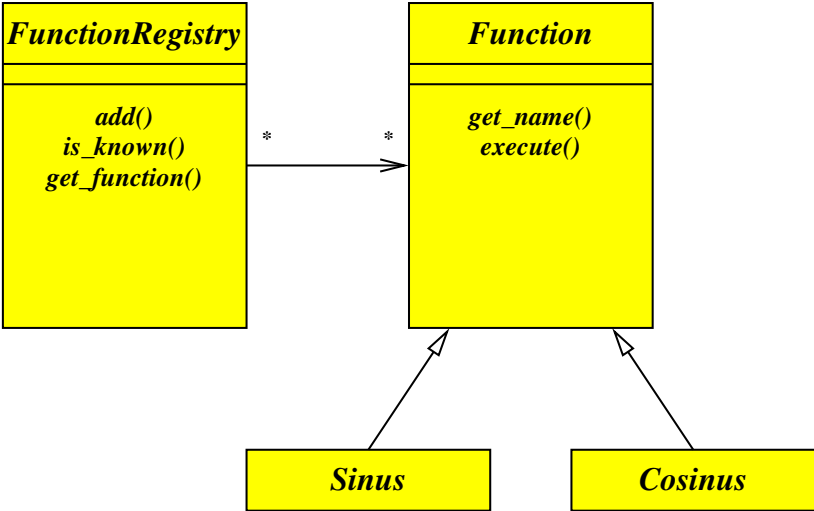 FunctionRegistry
add()
is_known()
get_function()
* *
Function
get_name()
execute()
Sinus
Cosinus